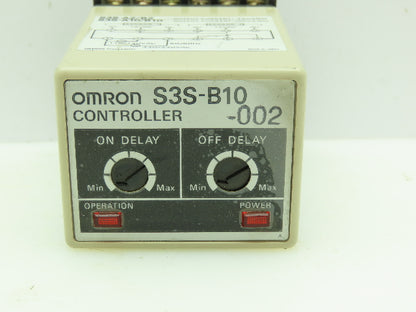 OMRON S3S-B10
CONTROLLER -002
ON DELAY OFF DELAY
Min Max Min Max
OPERATION POWER